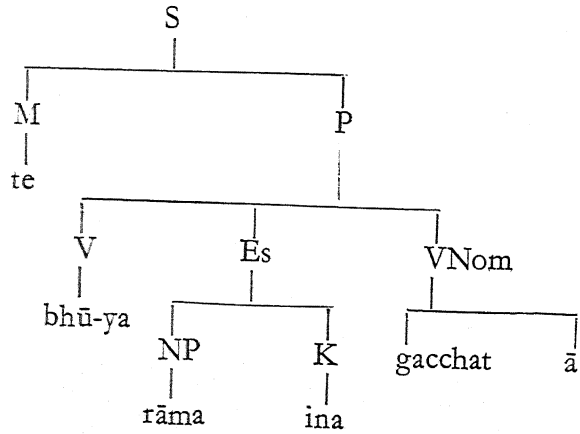 S
M P
te
V Es VNom
bhū-ya
NP K gacchat ā
rāma ina